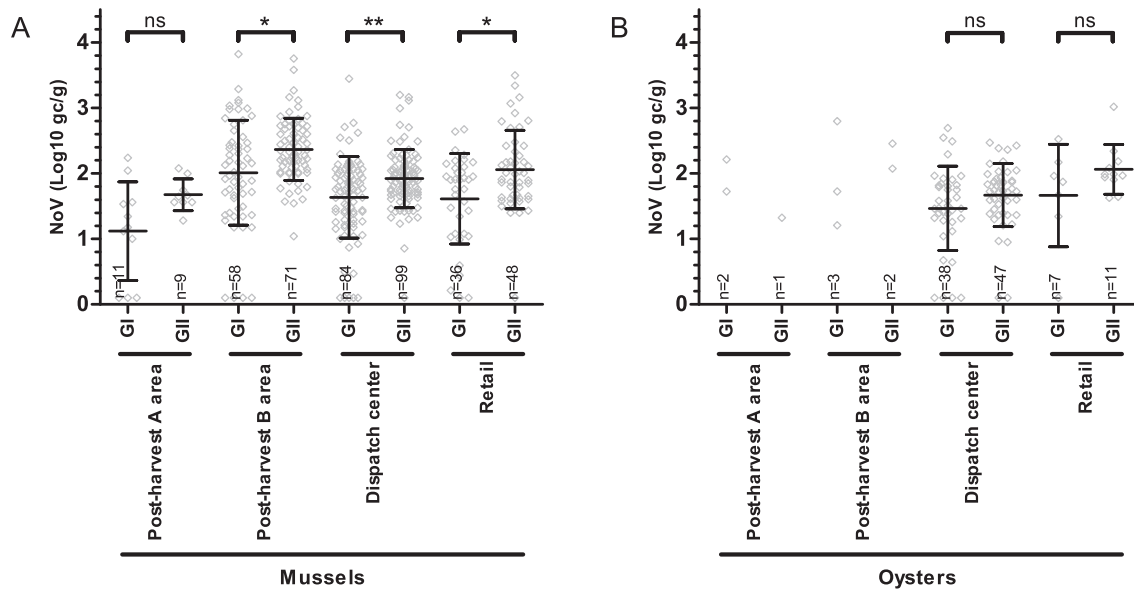 A
ns
*
**
*
NoV (Log10 gc/g)
4
3
2
1
0
n=11
n=9
n=58
n=71
n=84
n=99
n=36
n=48
GI
GII
GI
GII
GI
GII
GI
GII
Post-harvest A area
Post-harvest B area
Dispatch center
Retail
Mussels
B
ns
ns
NoV (Log10 gc/g)
4
3
2
1
0
n=2
n=1
n=3
n=2
n=38
n=47
n=7
n=11
GI
GII
GI
GII
GI
GII
GI
GII
Post-harvest A area
Post-harvest B area
Dispatch center
Retail
Oysters